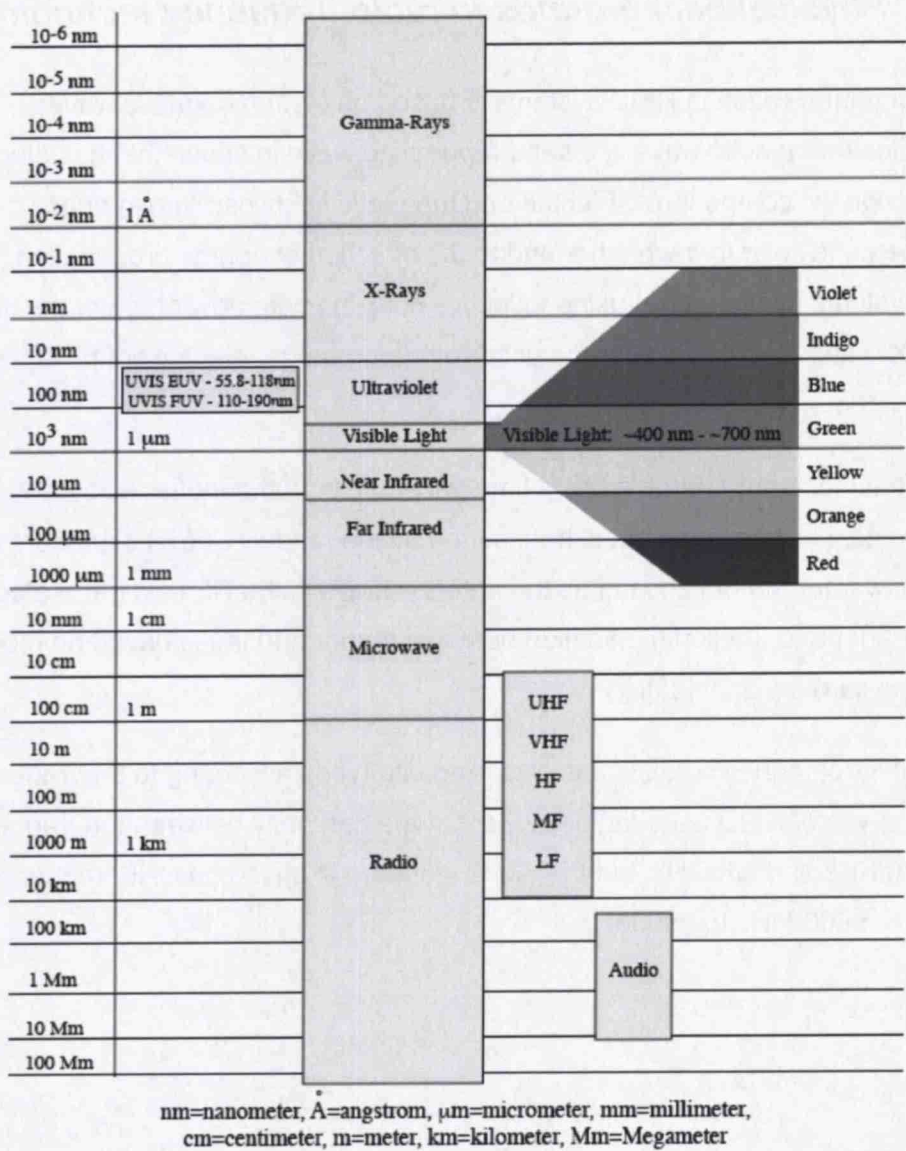 10-6 nm
10-5 nm
10-4 nm
Gamma-Rays
10-3 nm
10-2 nm 1 Å
10-1 nm
X-Rays
Violet
1 nm
Indigo
10 nm
UVIS EUV - 55.8-118nm
Ultraviolet
Blue
100 nm
UVIS FUV - 110-190nm
10³ nm 1 µm
Visible Light
Visible Light: ~400 nm - ~700 nm
Green
10 µm
Near Infrared
Yellow
100 µm
Far Infrared
Orange
1000 µm 1 mm
Red
10 mm 1 cm
10 cm
Microwave
100 cm 1 m
UHF
10 m
VHF
100 m
HF
1000 m 1 km
MF
Radio
LF
10 km
100 km
1 Mm
Audio
10 Mm
100 Mm
nm=nanometer, Å=angstrom, µm=micrometer, mm=millimeter,
cm=centimeter, m=meter, km=kilometer, Mm=Megameter